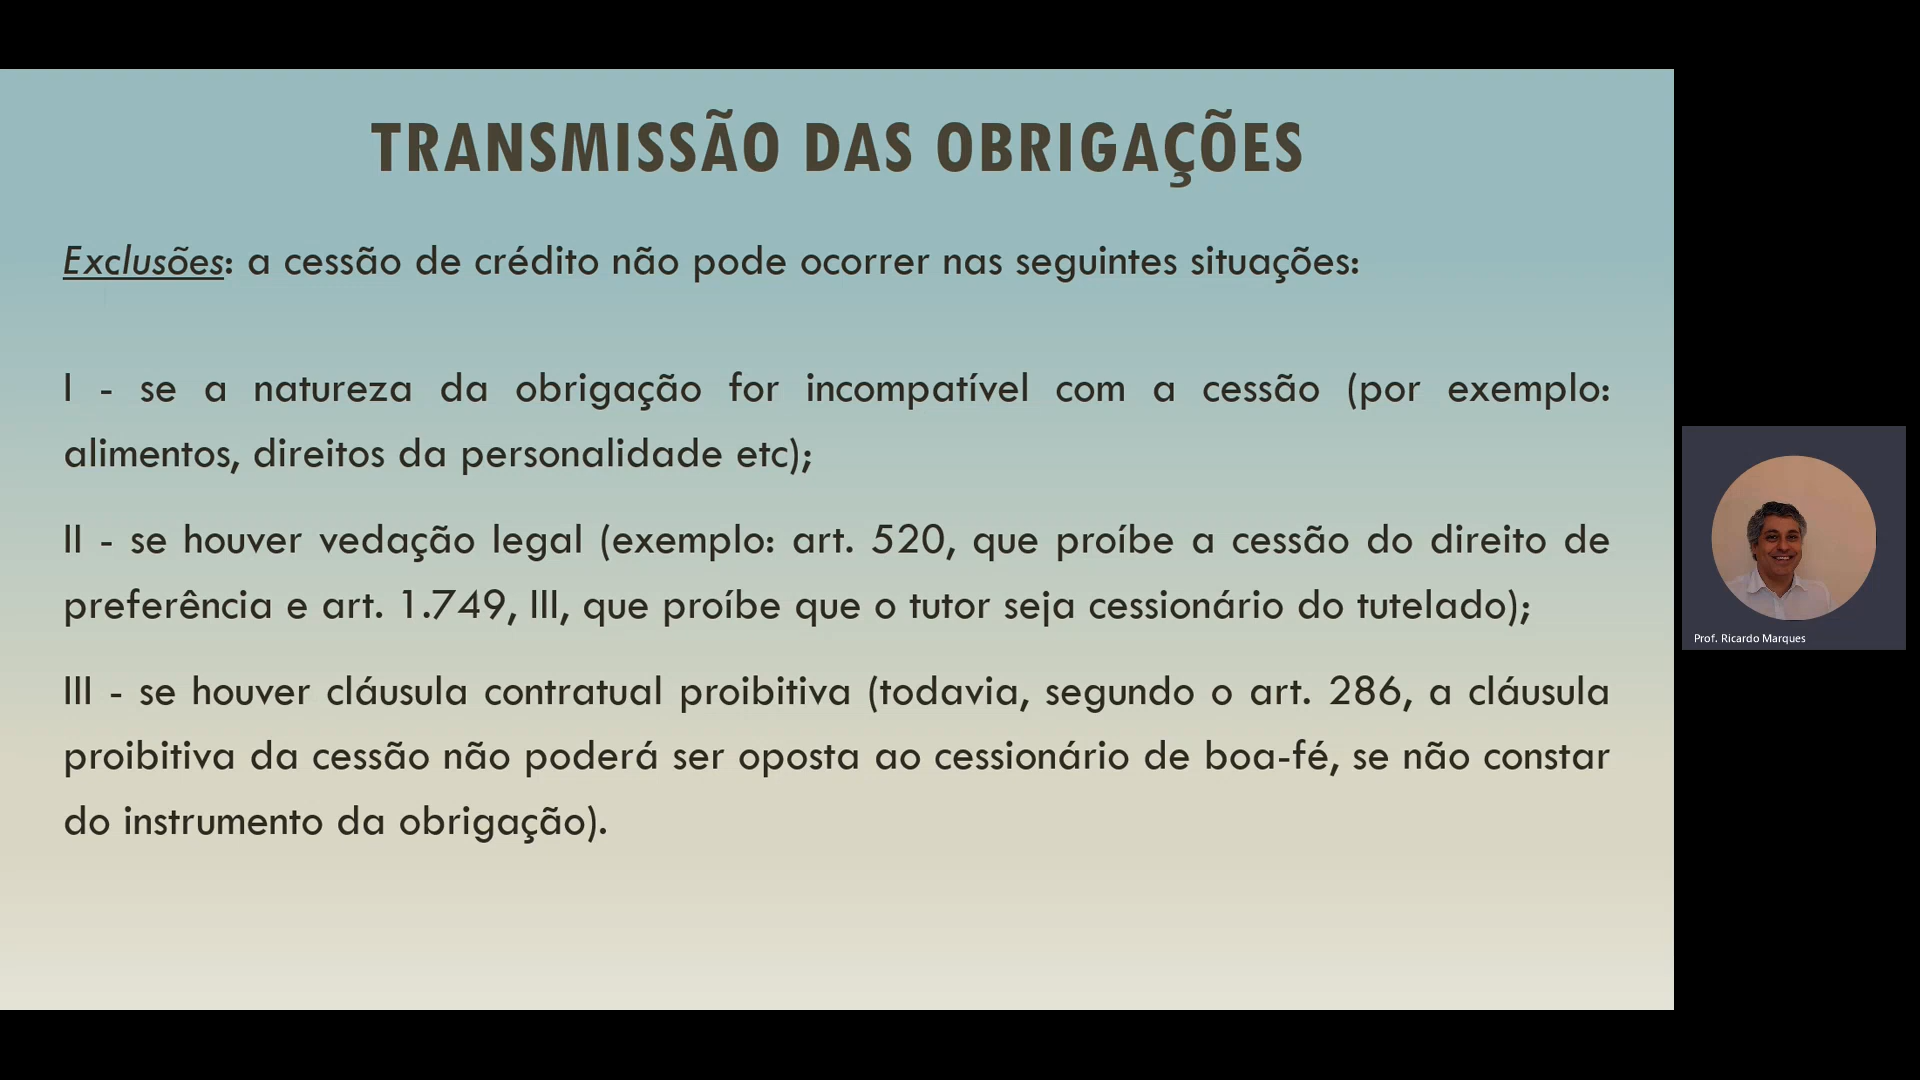 TRANSMISSÃO DAS OBRIGAÇÕES
Exclusões: a cessão de crédito não pode ocorrer nas seguintes situações:
I - se a natureza da obrigação for incompatível com a cessão (por exemplo:
alimentos, direitos da personalidade etc);
II - se houver vedação legal (exemplo: art. 520, que proíbe a cessão do direito de
preferência e art. 1.749, III, que proíbe que o tutor seja cessionário do tutelado);
III - se houver cláusula contratual proibitiva (todavia, segundo o art. 286, a cláusula
proibitiva da cessão não poderá ser oposta ao cessionário de boa-fé, se não constar
do instrumento da obrigação).
Prof. Ricardo Marques